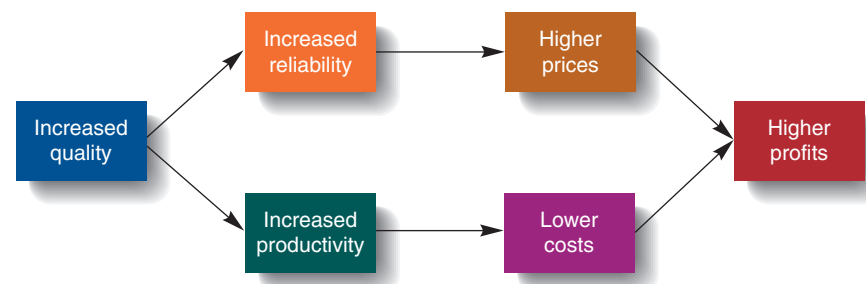 Increased
quality
Increased
reliability
Higher
prices
Increased
productivity
Lower
costs
Higher
profits